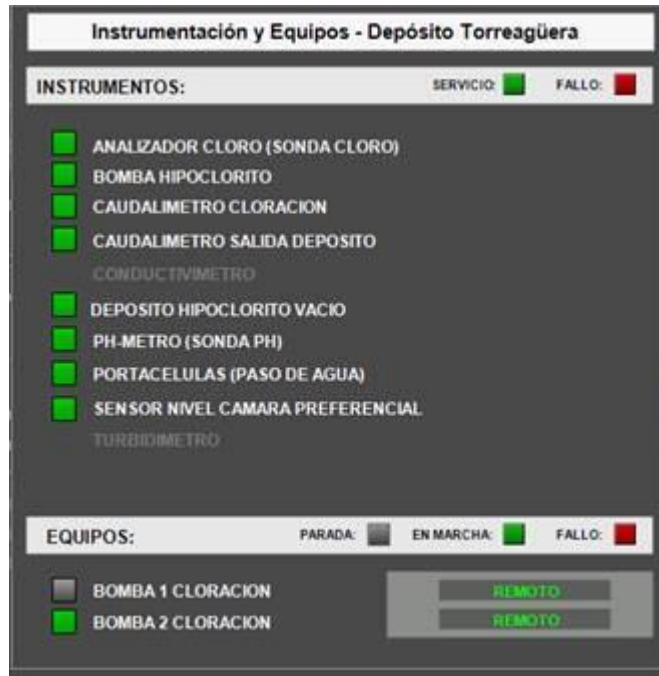 Instrumentación y Equipos - Depósito Torreagüera
INSTRUMENTOS: SERVICIO: FALLO:
ANALIZADOR CLORO (SONDA CLORO)
BOMBA HIPOCLORITO
CAUDALIMETRO CLORACION
CAUDALIMETRO SALIDA DEPOSITO
CONDUCTIVIMETRO
DEPOSITO HIPOCLORITO VACIO
PH-METRO (SONDA PH)
PORTACELULAS (PASO DE AGUA)
SENSOR NIVEL CAMARA PREFERENCIAL
TURBIDIMETRO
EQUIPOS: PARADA: EN MARCHA: FALLO:
BOMBA 1 CLORACION REMOTO
BOMBA 2 CLORACION REMOTO